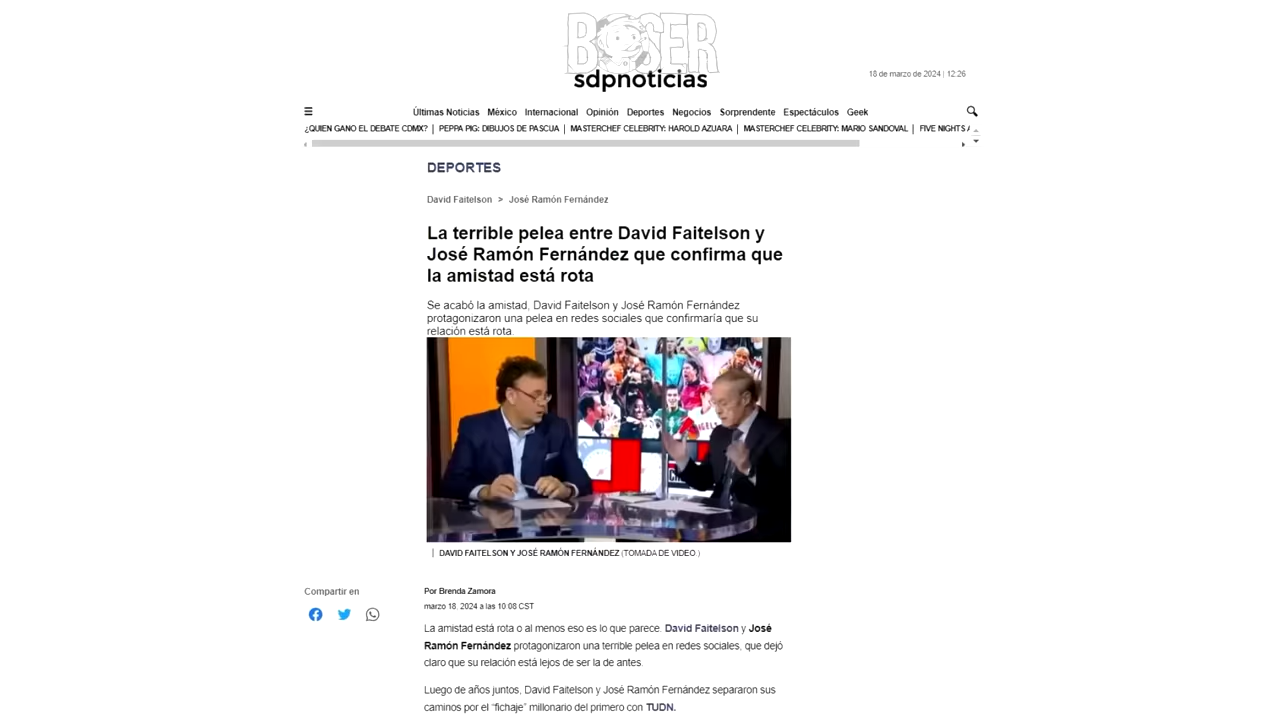 BOSER
sdpnoticias
18 de marzo de 2024 | 12:26
Últimas Noticias México Internacional Opinión Deportes Negocios Sorprendente Espectáculos Geek
¿QUIEN GANO EL DEBATE CDMX? | PEPPA PIG: DIBUJOS DE PASCUA | MASTERCHEF CELEBRITY: HAROLD AZUARA | MASTERCHEF CELEBRITY: MARIO SANDOVAL | FIVE NIGHTS
DEPORTES
David Faitelson > José Ramón Fernández
La terrible pelea entre David Faitelson y
José Ramón Fernández que confirma que
la amistad está rota
Se acabó la amistad, David Faitelson y José Ramón Fernández
protagonizaron una pelea en redes sociales que confirmaría que su
relación está rota.
| DAVID FAITELSON Y JOSÉ RAMÓN FERNÁNDEZ (TOMADA DE VIDEO )
Compartir en
Por Brenda Zamora
marzo 18, 2024 a las 10:08 CST
La amistad está rota o al menos eso es lo que parece. David Faitelson y José
Ramón Fernández protagonizaron una terrible pelea en redes sociales, que dejó
claro que su relación está lejos de ser la de antes.
Luego de años juntos, David Faitelson y José Ramón Fernández separaron sus
caminos por el “fichaje” millonario del primero con TUDN.